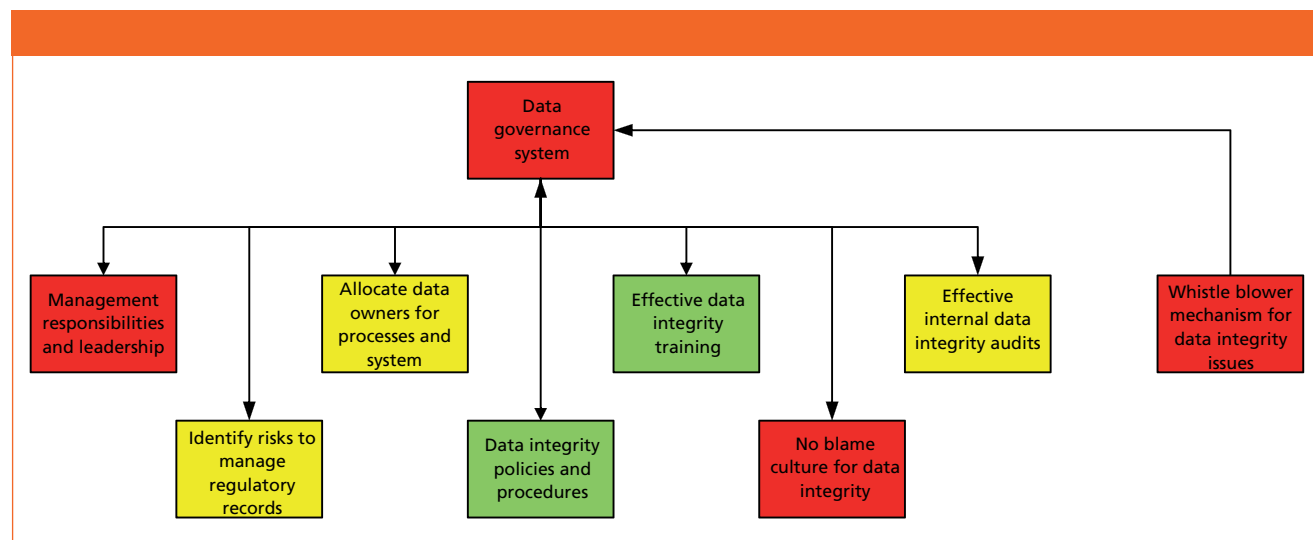 Data
governance
system
Management
responsibilities
and leadership
Allocate data
owners for
processes and
system
Effective data
integrity
training
Effective
internal data
integrity audits
Whistle blower
mechanism for
data integrity
issues
Identify risks to
manage
regulatory
records
Data integrity
policies and
procedures
No blame
culture for data
integrity